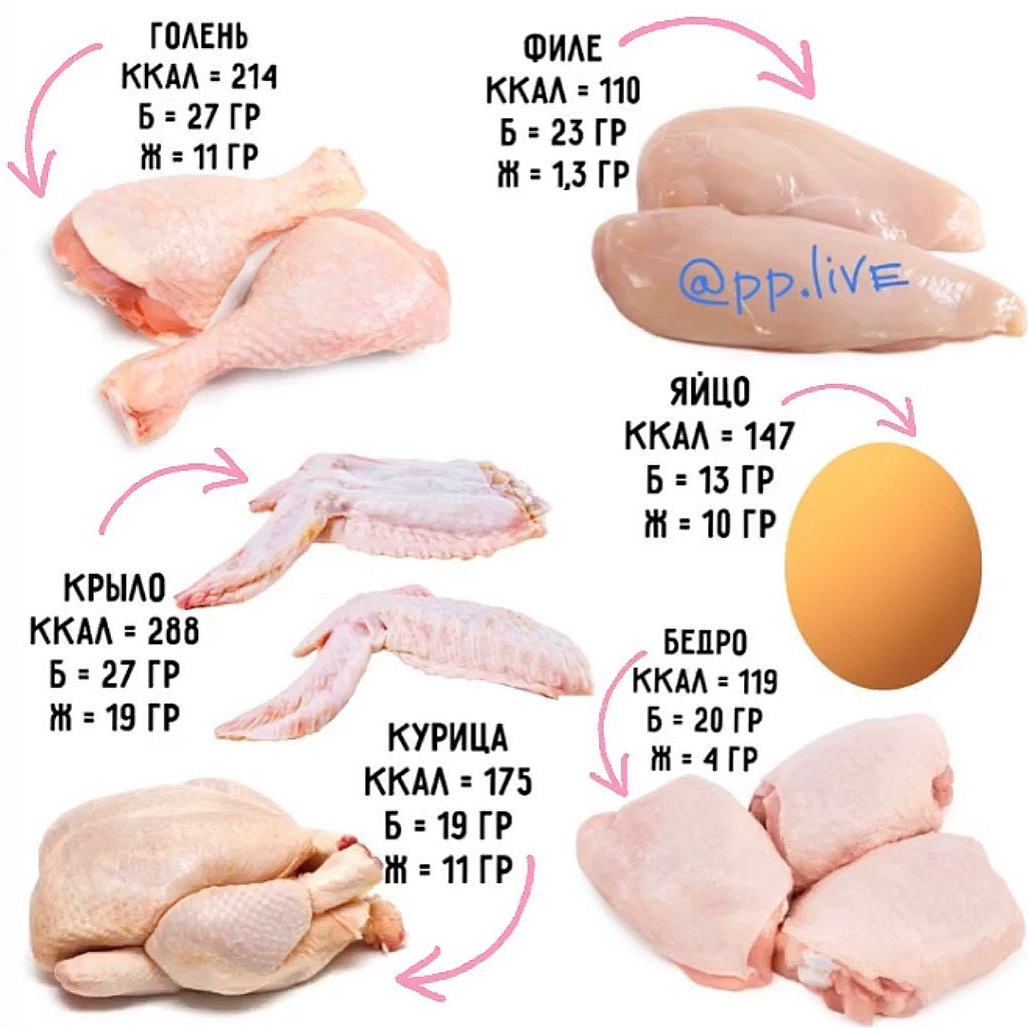 ГОЛЕНЬ
ККАЛ = 214
Б = 27 ГР
Ж = 11 ГР
ФИЛЕ
ККАЛ = 110
Б = 23 ГР
Ж = 1,3 ГР
@pp.liVE
ЯЙЦО
ККАЛ = 147
Б = 13 ГР
Ж = 10 ГР
КРЫЛО
ККАЛ = 288
Б = 27 ГР
Ж = 19 ГР
БЕДРО
ККАЛ = 119
Б = 20 ГР
Ж = 4 ГР
КУРИЦА
ККАЛ = 175
Б = 19 ГР
Ж = 11 ГР